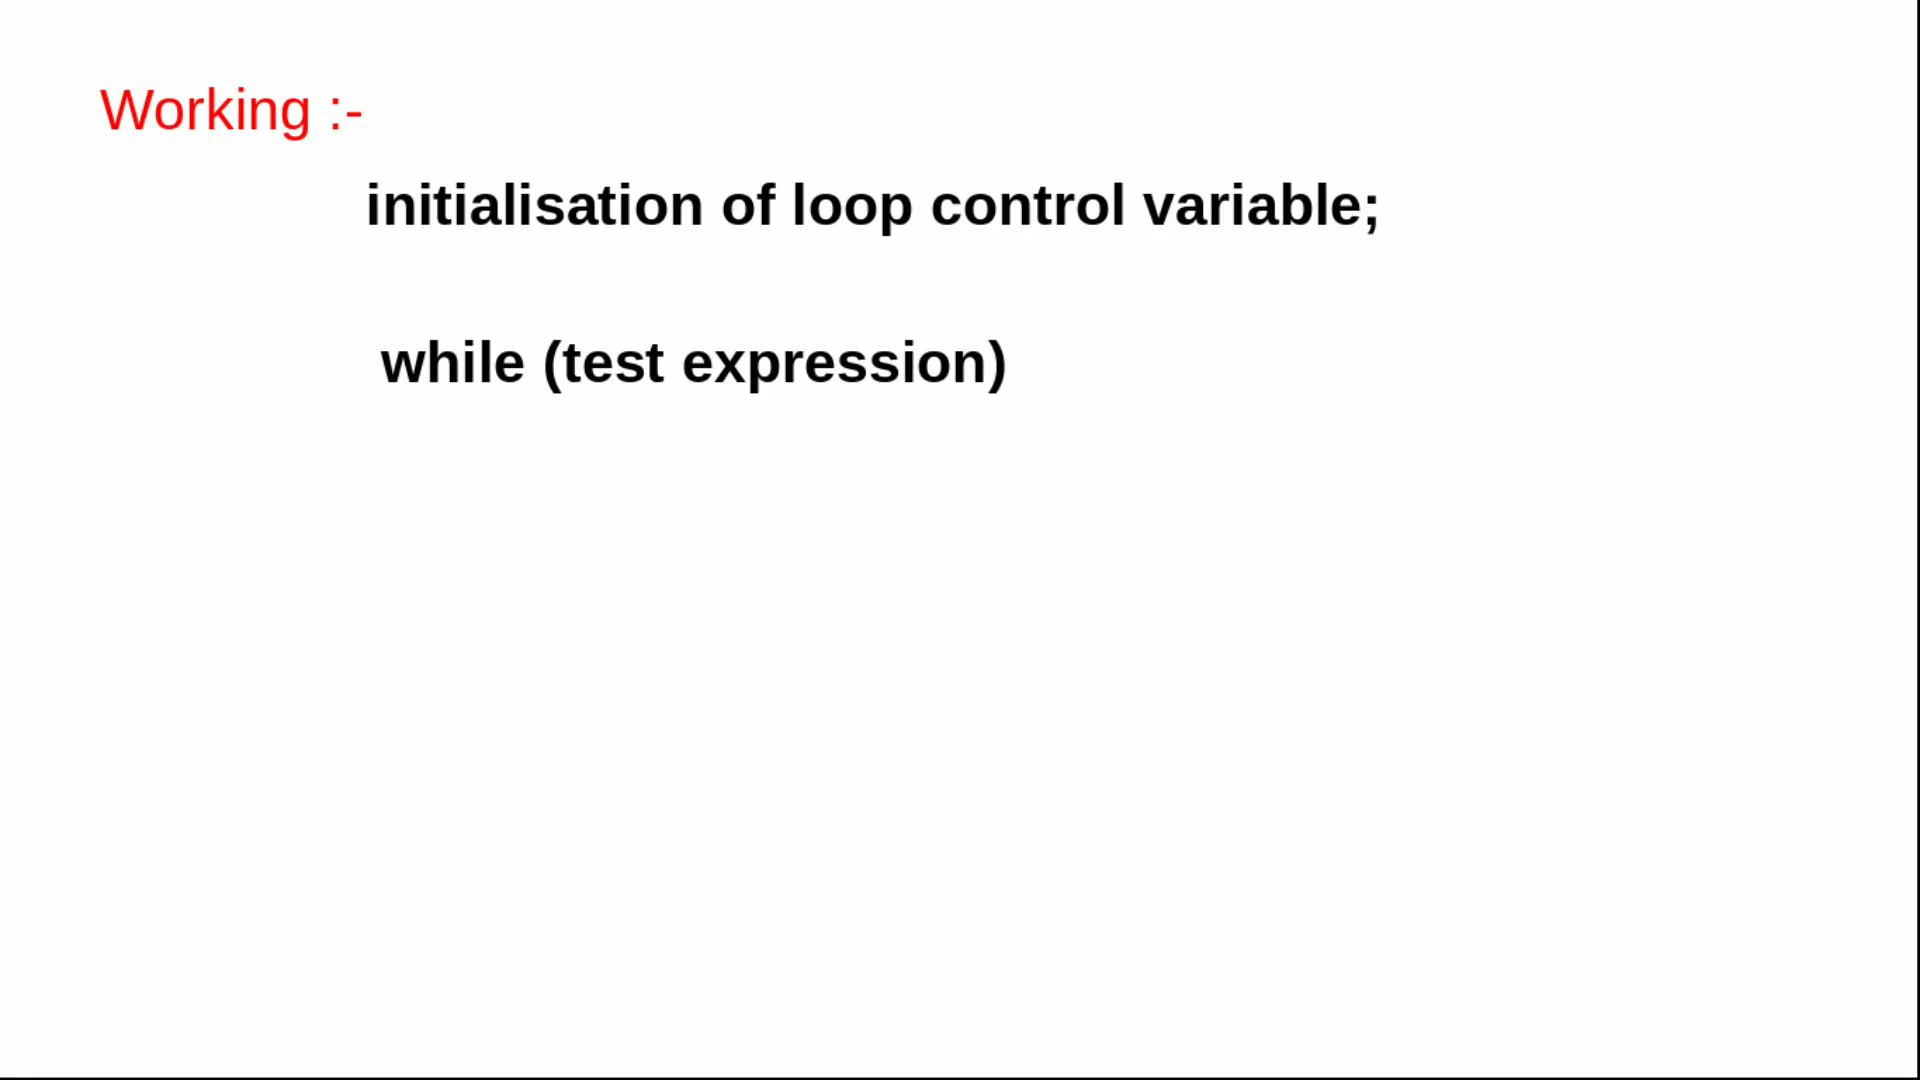 Working :-
initialisation of loop control variable;
while (test expression)